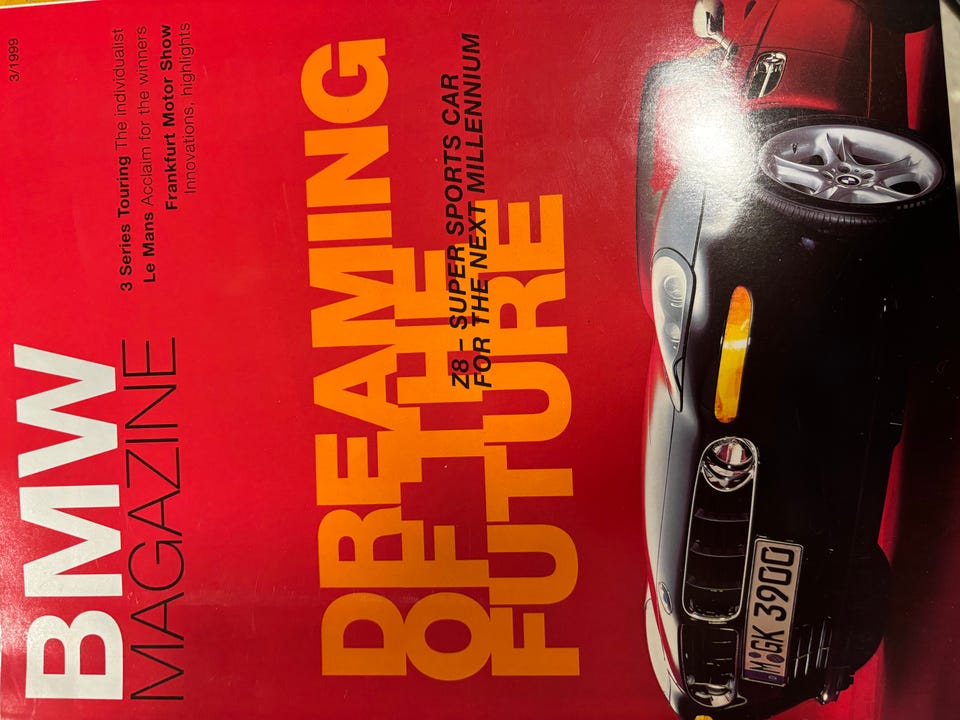 3/1999
BMW
MAGAZINE
3 Series Touring The individualist
Le Mans Acclaim for the winners
Frankfurt Motor Show
Innovations, highlights
DREAMING
OF THE
FUTURE
Z8 – SUPER SPORTS CAR
FOR THE NEXT MILLENNIUM
M GK 3900